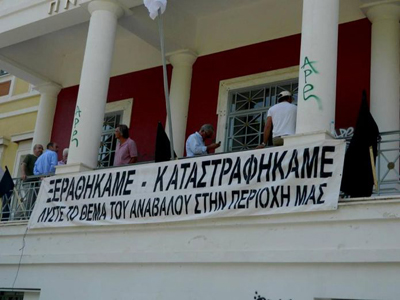 ΞΕΡΑΘΗΚΑΜΕ - ΚΑΤΑΣΤΡΑΦΗΚΑΜΕ
ΛΥΣΤΕ ΤΟ ΘΕΜΑ ΤΟΥ ΑΝΑΒΑΛΟΥ ΣΤΗΝ ΠΕΡΙΟΧΗ ΜΑΣ